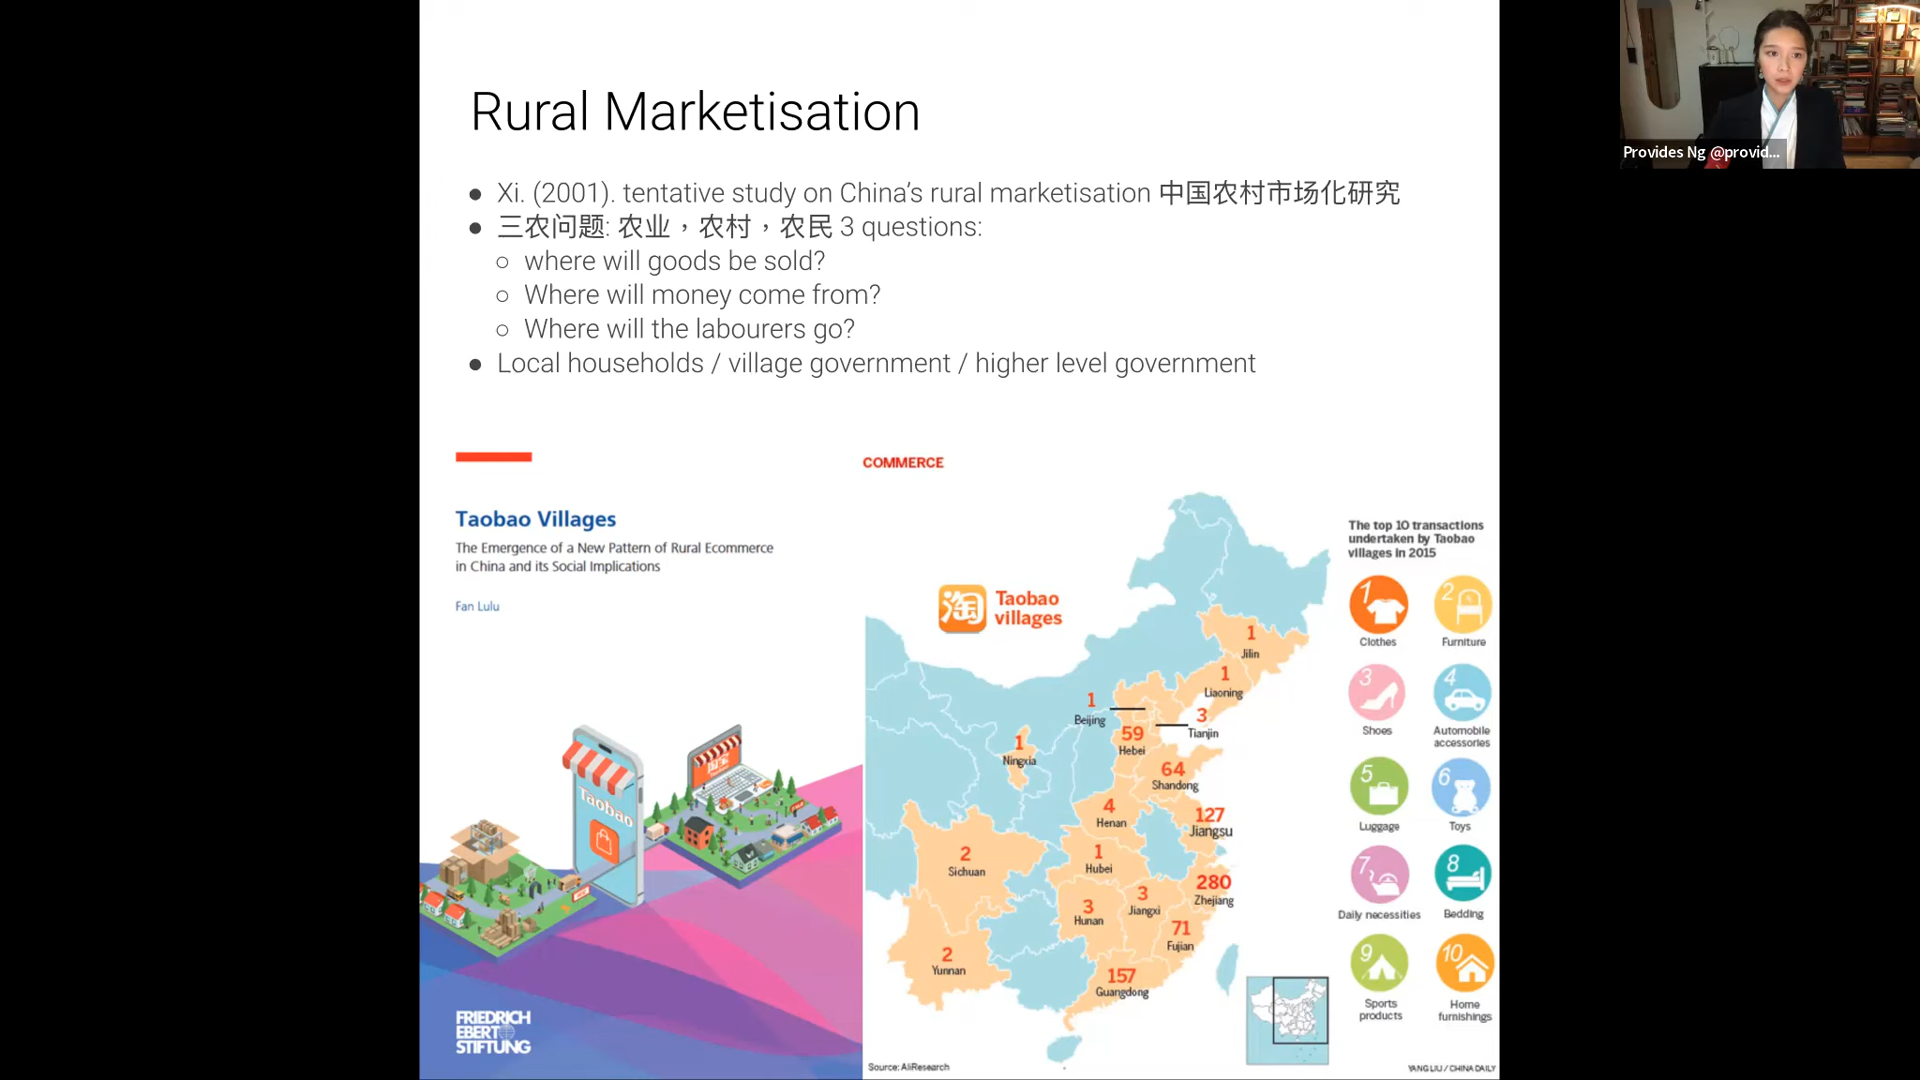 Rural Marketisation
● Xi. (2001). tentative study on China's rural marketisation 中国农村市场化研究
● 三农问题: 农业，农村，农民 3 questions:
○ where will goods be sold?
○ Where will money come from?
○ Where will the labourers go?
● Local households / village government / higher level government
Taobao Villages
The Emergence of a New Pattern of Rural Ecommerce
in China and its Social Implications
Fan Lulu
Taobao
FRIEDRICH
EBERT
STIFTUNG
COMMERCE
淘
Taobao
villages
1
Jilin
1
Liaoning
1
Beijing
3
Tianjin
59
Hebei
1
Ningxia
64
Shandong
4
Henan
127
Jiangsu
2
Sichuan
1
Hubei
280
Zhejiang
3
Hunan
3
Jiangxi
71
Fujian
2
Yunnan
157
Guangdong
Source: AliResearch
The top 10 transactions
undertaken by Taobao
villages in 2015
1
Clothes
2
Furniture
3
Shoes
4
Automobile
accessories
5
Luggage
6
Toys
7
Daily necessities
8
Bedding
9
Sports
products
10
Home
furnishings
YANG LIU / CHINA DAILY
Provides Ng @provid...